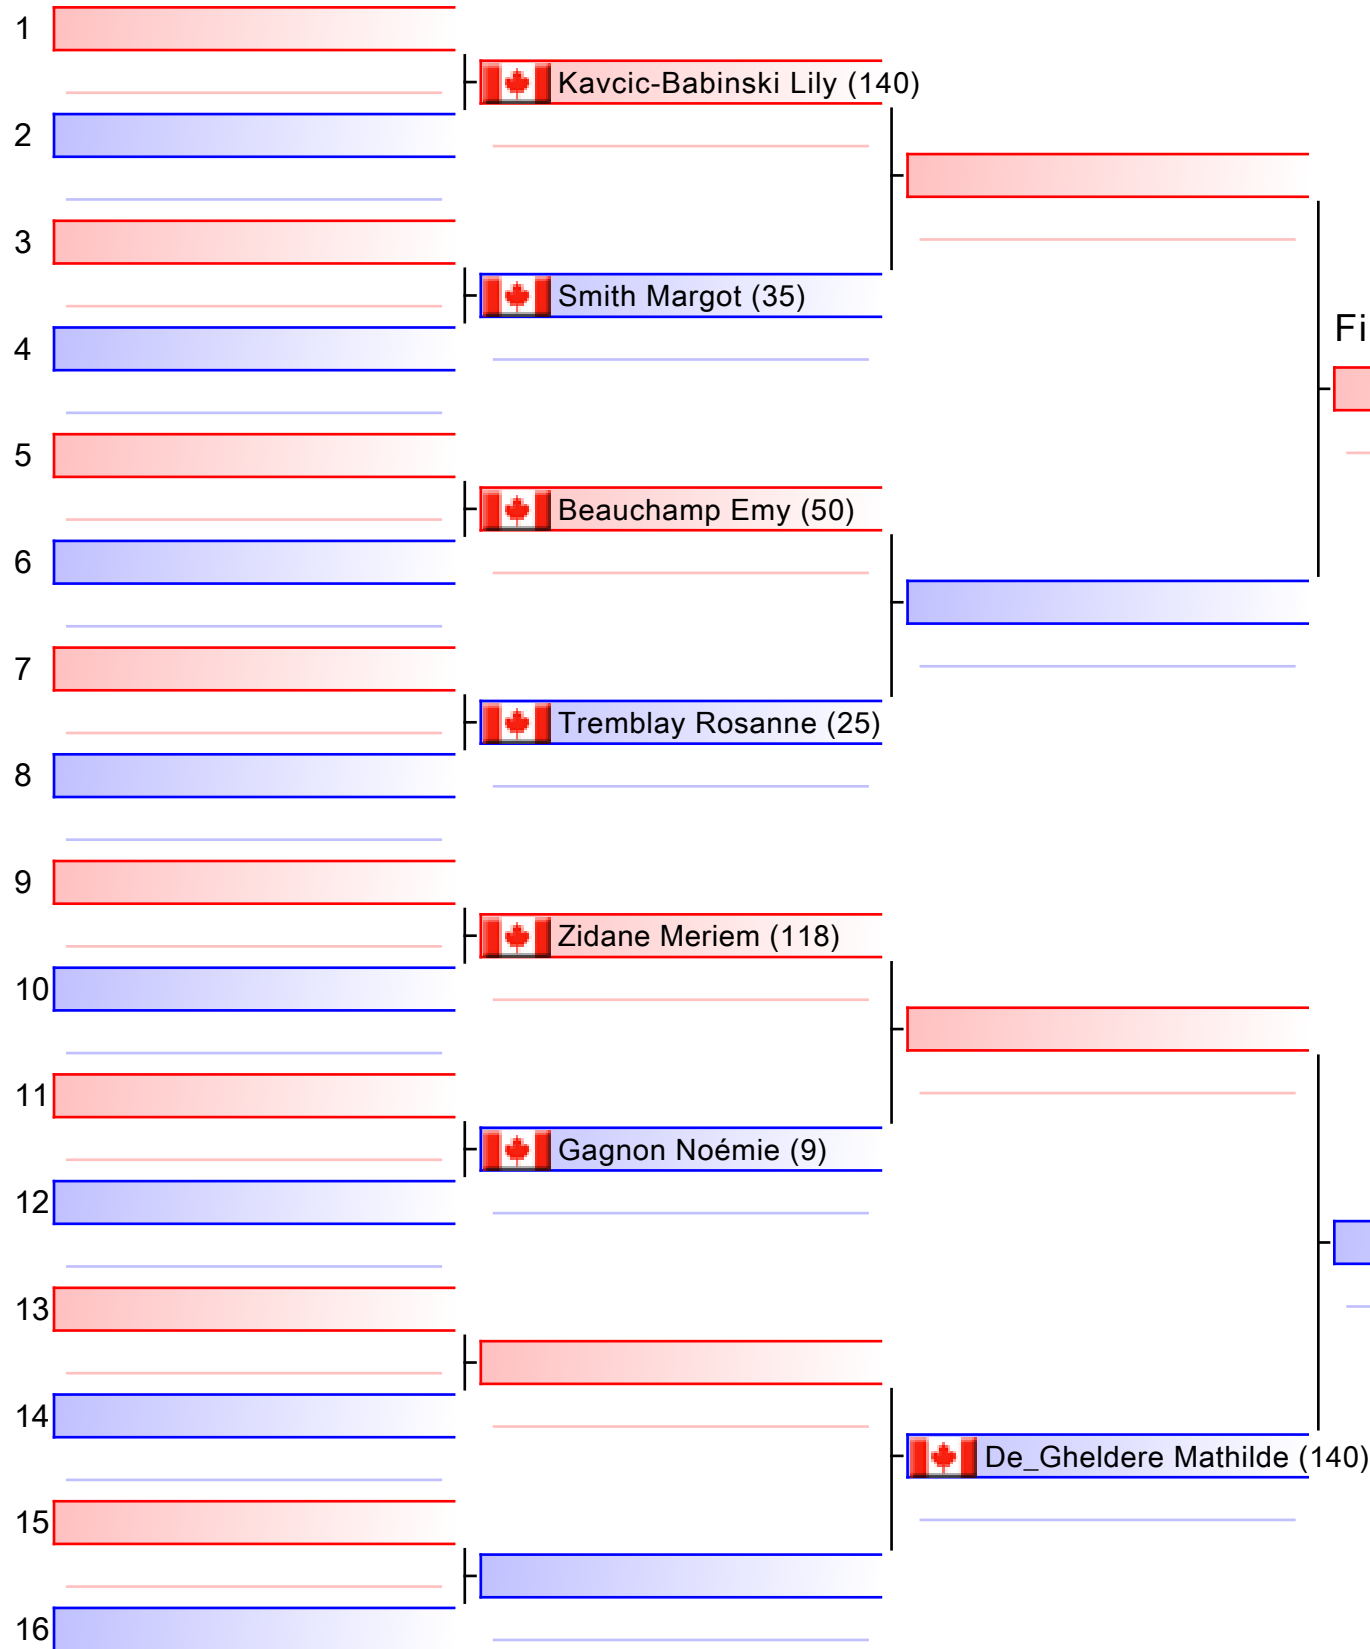 1
Kavcic-Babinski Lily (140)
2
3
Smith Margot (35)
Fi
4
5
Beauchamp Emy (50)
6
7
Tremblay Rosanne (25)
8
9
Zidane Meriem (118)
10
11
Gagnon Noémie (9)
12
13
14
De_Gheldere Mathilde (140)
15
16